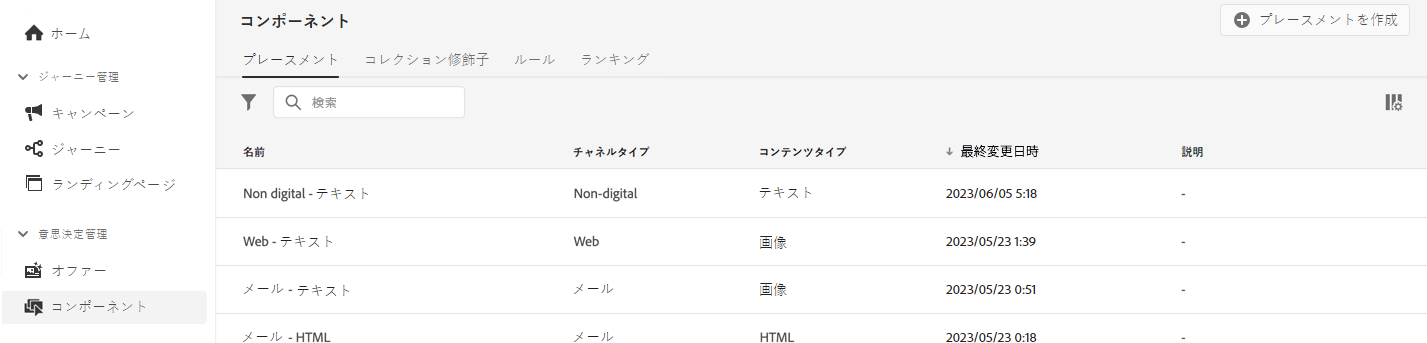 ホーム
ジャーニー管理
キャンペーン
ジャーニー
ランディングページ
意思決定管理
オファー
コンポーネント
コンポーネント
プレースメントを作成
プレースメント コレクション修飾子 ルール ランキング
検索
名前 チャネルタイプ コンテンツタイプ ↓ 最終変更日時 説明
Non digital - テキスト Non-digital テキスト 2023/06/05 5:18 -
Web - テキスト Web 画像 2023/05/23 1:39 -
メール - テキスト メール 画像 2023/05/23 0:51 -
メール - HTML メール HTML 2023/05/23 0:18 -